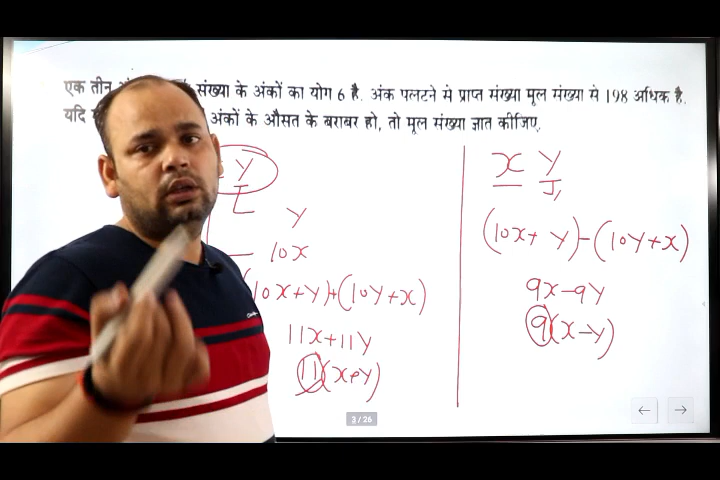 एक तीन संख्या के अंकों का योग 6 है. अंक पलटने से प्राप्त संख्या मूल संख्या से 198 अधिक है.
यदि अंकों के औसत के बराबर हो, तो मूल संख्या ज्ञात कीजिए.
y
y
10x
(10x+y)+(10y+x)
11x+11y
11(x+y)
x y
(10x+y)-(10y+x)
9x-9y
9(x-y)
3 / 26